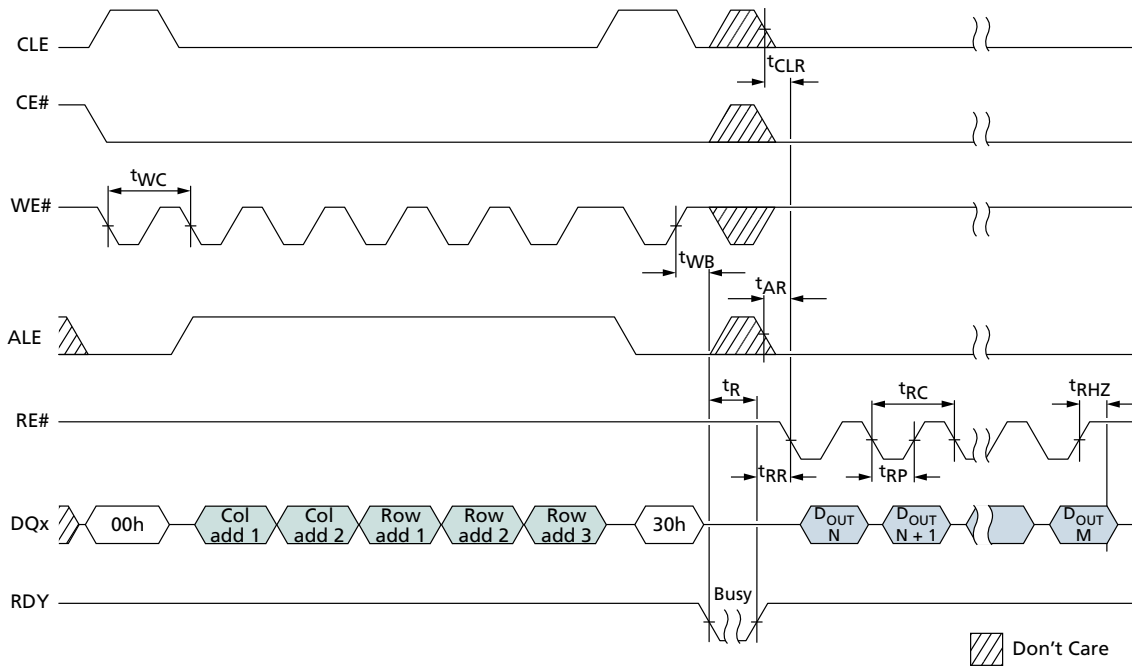 CLE
tCLR
CE#
tWC
WE#
tWB
tAR
ALE
tR
tRC
tRHZ
RE#
tRR
tRP
DQx
00h
Col
add 1
Col
add 2
Row
add 1
Row
add 2
Row
add 3
30h
DOUT
N
DOUT
N + 1
DOUT
M
RDY
Busy
Don't Care